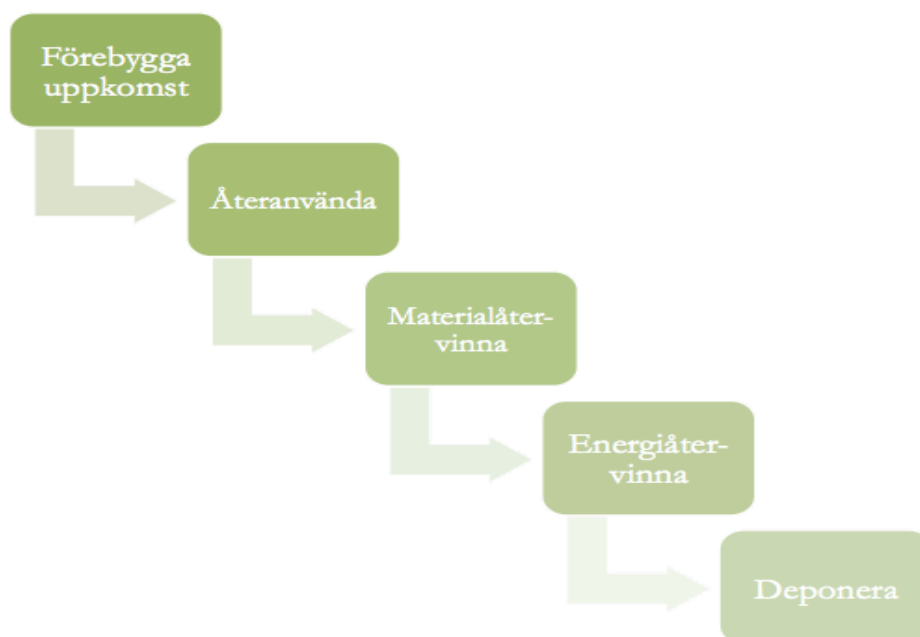 Förebygga
uppkomst
Återanvända
Materialåter-
vinna
Energiåter-
vinna
Deponera